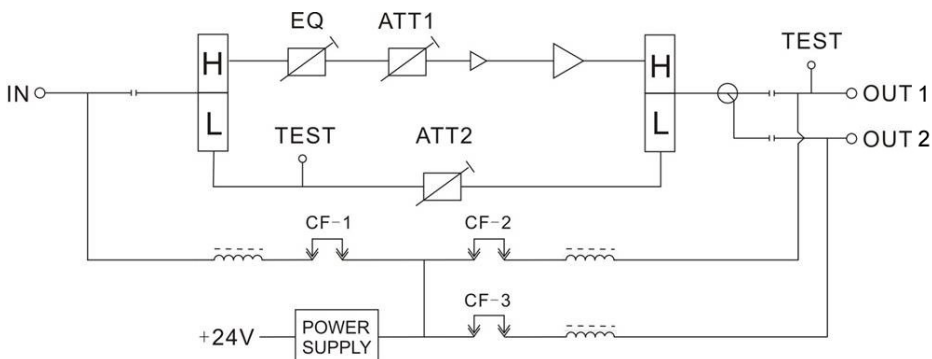 EQ
ATT1
TEST
IN
H
H
OUT 1
L
L
TEST
ATT2
OUT 2
CF-1
CF-2
CF-3
+24V
POWER
SUPPLY